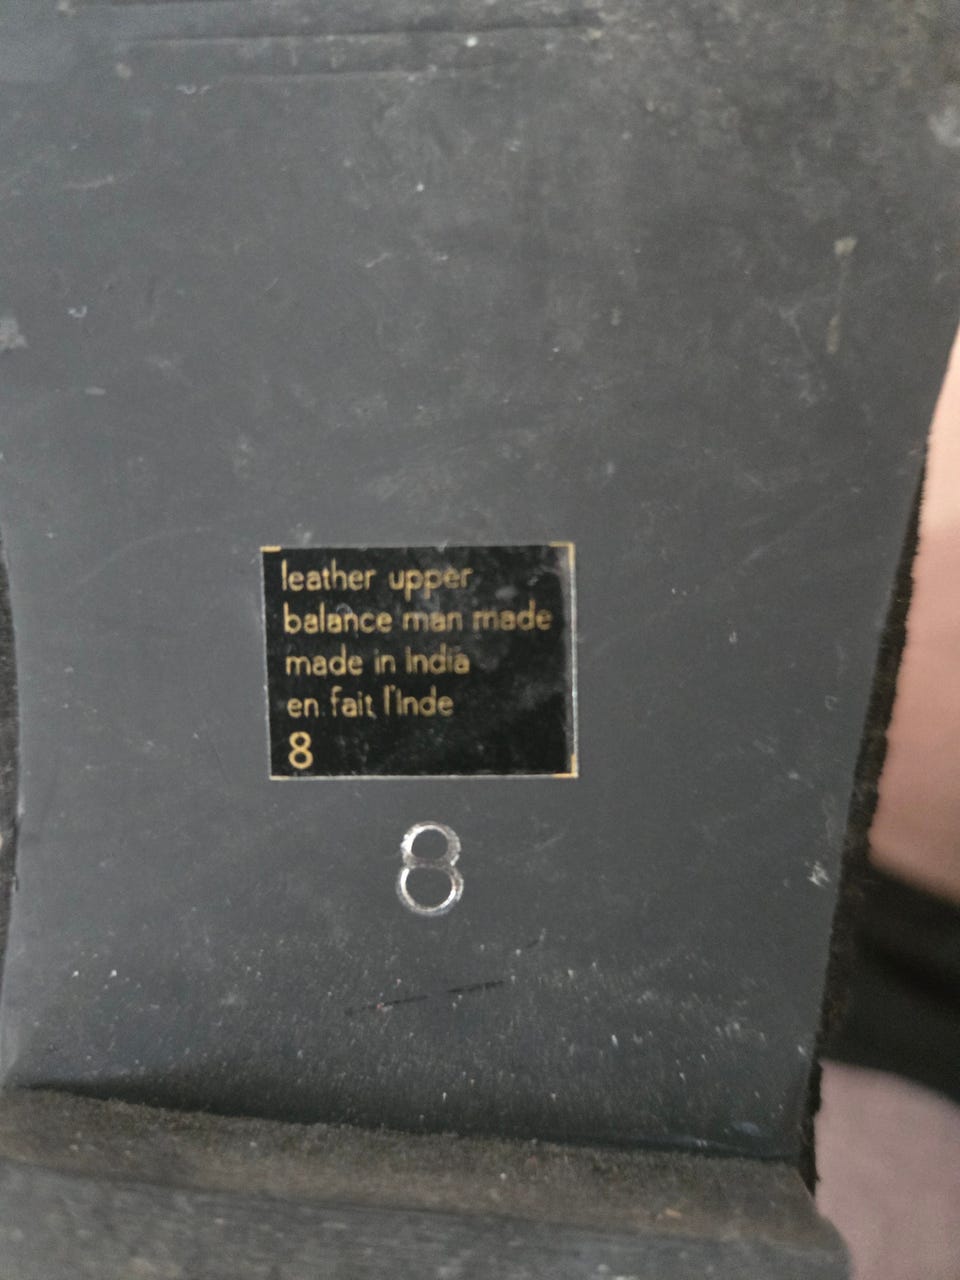 leather upper
balance man made
made in India
en fait l'Inde
8
8